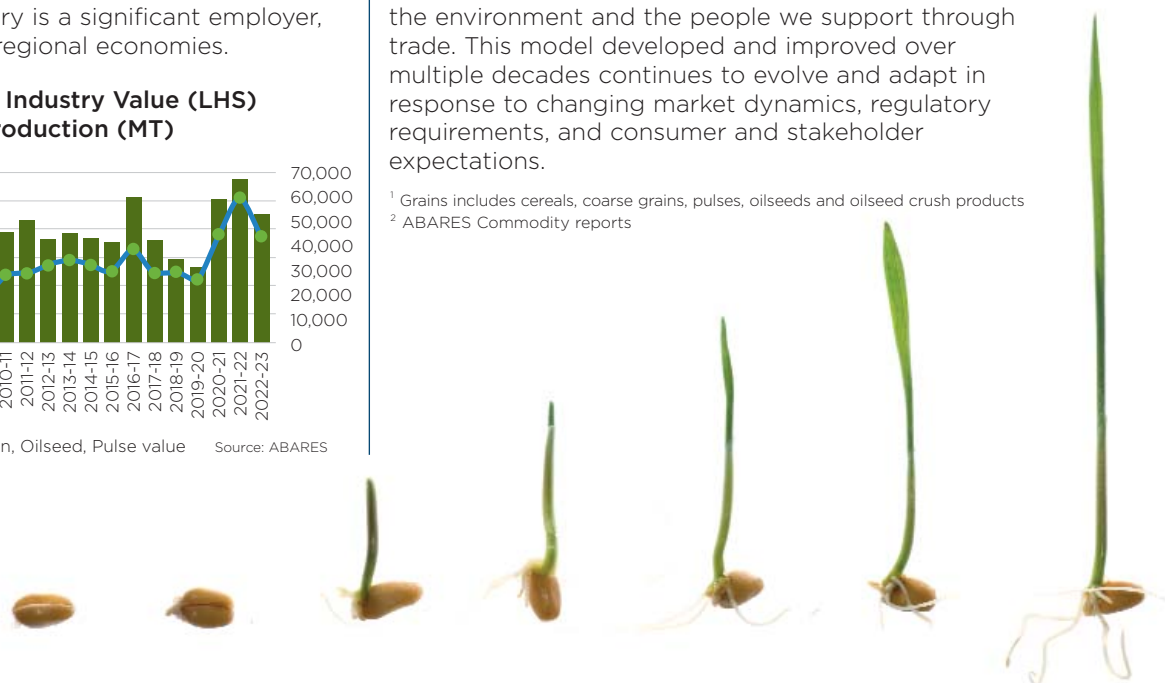 ry is a significant employer,
regional economies.
Industry Value (LHS)
roduction (MT)
70,000
60,000
50,000
40,000
30,000
20,000
10,000
0
2010-11
2011-12
2012-13
2013-14
2014-15
2015-16
2016-17
2017-18
2018-19
2019-20
2020-21
2021-22
2022-23
n, Oilseed, Pulse value Source: ABARES
the environment and the people we support through
trade. This model developed and improved over
multiple decades continues to evolve and adapt in
response to changing market dynamics, regulatory
requirements, and consumer and stakeholder
expectations.
¹ Grains includes cereals, coarse grains, pulses, oilseeds and oilseed crush products
² ABARES Commodity reports